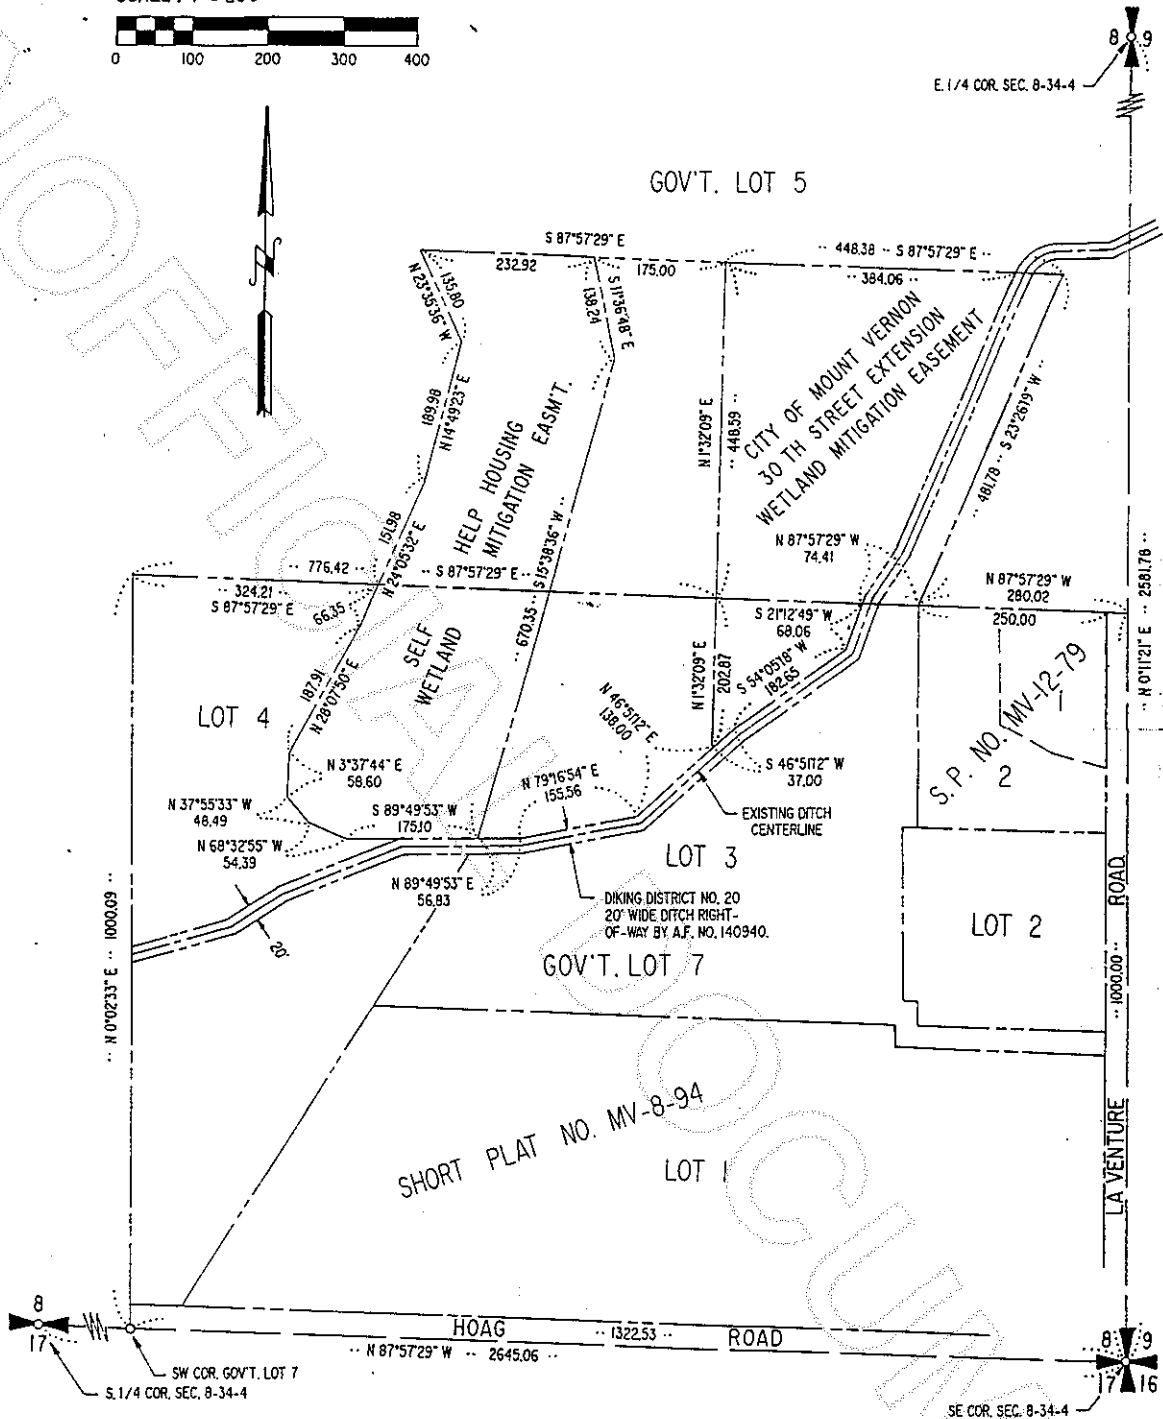 0 100 200 300 400
8 9
E. 1/4 COR. SEC. 8-34-4
GOV'T. LOT 5
S 87°57'29" E
232.92
175.00
448.38 S 87°57'29" E
384.06
N 23°35'36" W
135.80
S 11°36'48" E
138.24
189.98
N 14°49'23" E
HELP HOUSING
MITIGATION EASM'T.
N 1°32'09" E
448.59
CITY OF MOUNT VERNON
30 TH STREET EXTENSION
WETLAND MITIGATION EASEMENT
481.78 S 23°26'19" W
151.98
N 24°05'32" E
776.42
S 87°57'29" E
S 15°38'36" W
670.35
N 87°57'29" W
74.41
N 87°57'29" W
280.02
250.00
N 0°11'21" E 2581.78
324.21
S 87°57'29" E
66.35
SELF
WETLAND
S 21°12'49" W
68.06
N 1°32'09" E
202.87
S 54°05'18" W
182.65
187.91
N 28°07'50" E
LOT 4
N 46°51'12" E
138.00
S. P. NO. MV-12-79
1
2
N 3°37'44" E
58.60
S 46°51'12" W
37.00
N 79°16'54" E
155.56
N 37°55'33" W
48.49
S 89°49'53" W
175.10
EXISTING DITCH
CENTERLINE
N 68°32'55" W
54.39
LOT 3
N 89°49'53" E
56.83
DIKING DISTRICT NO. 20
20' WIDE DITCH RIGHT-
OF-WAY BY A.F. NO. 140940.
20'
N 0°02'33" E 1000.09
LOT 2
GOV'T. LOT 7
1000.00
LA VENTURE ROAD
SHORT PLAT NO. MV-8-94
LOT 1
8
17
HOAG 1322.53 ROAD
N 87°57'29" W 2645.06
SW COR. GOV'T. LOT 7
S. 1/4 COR. SEC. 8-34-4
8 9
17 16
SE COR. SEC. 8-34-4